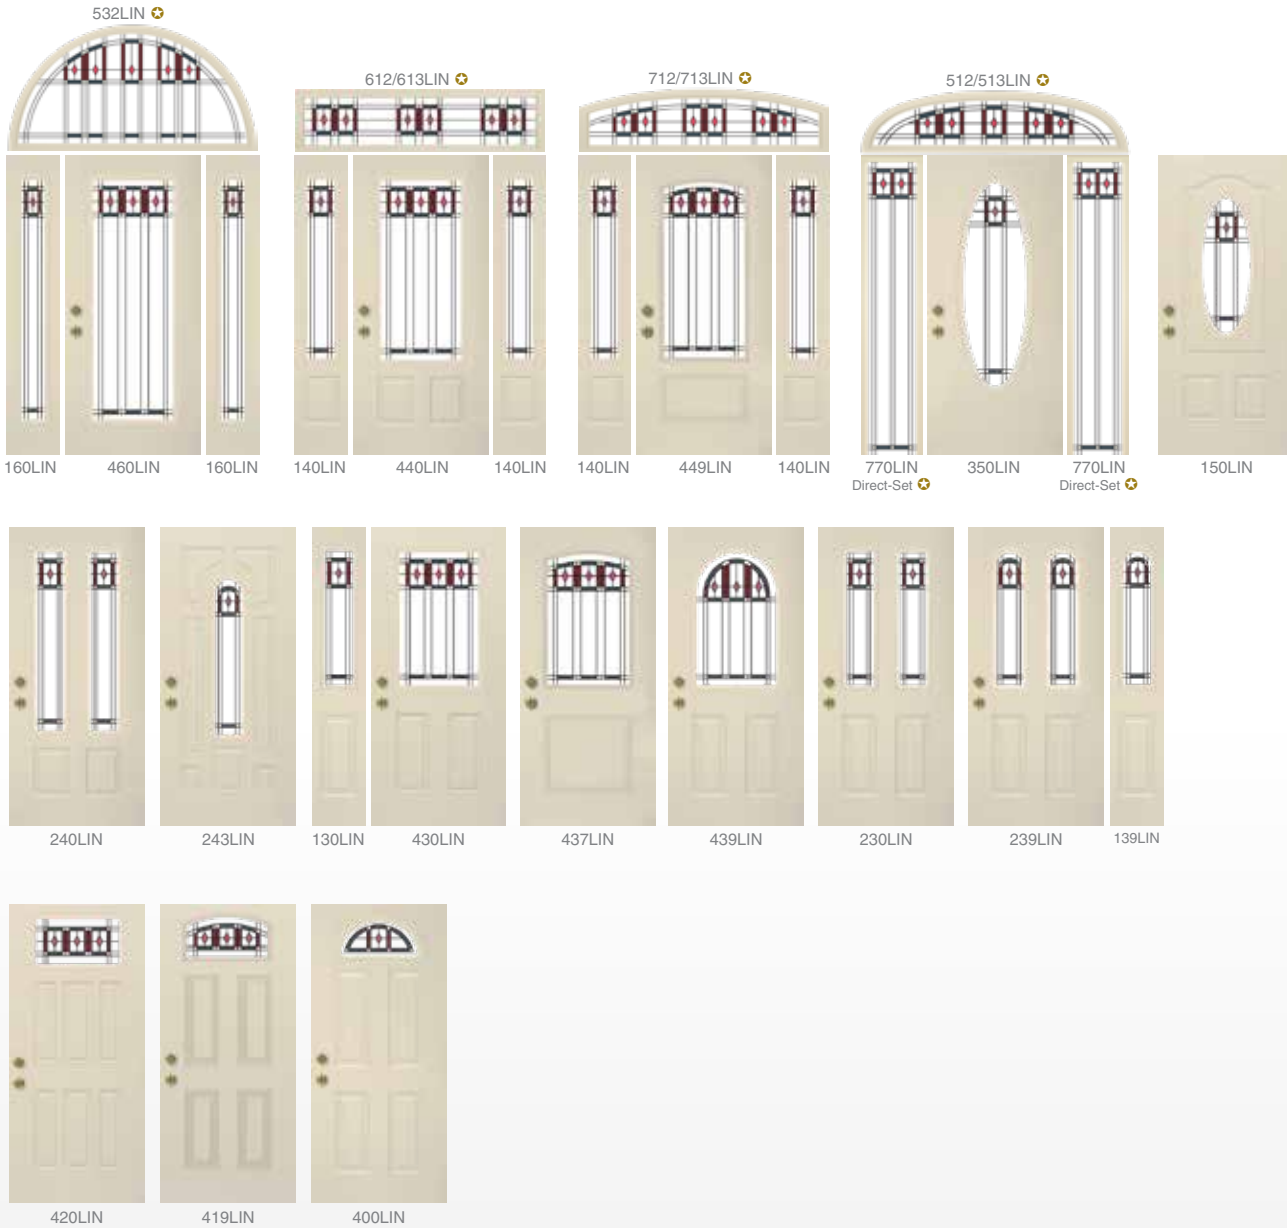 532LIN
612/613LIN
712/713LIN
512/513LIN
160LIN 460LIN 160LIN
140LIN 440LIN 140LIN
140LIN 449LIN 140LIN
770LIN 350LIN 770LIN
Direct-Set Direct-Set
150LIN
240LIN 243LIN 130LIN 430LIN 437LIN 439LIN 230LIN 239LIN 139LIN
420LIN 419LIN 400LIN